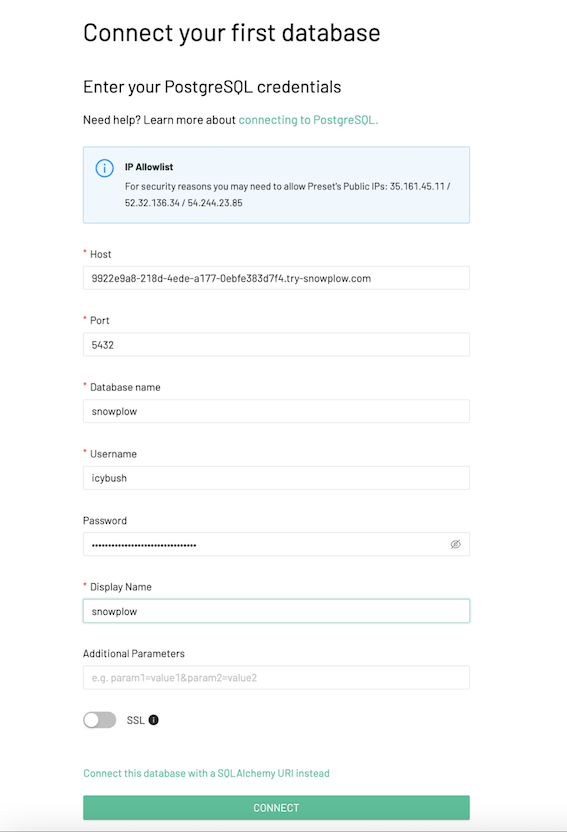 Connect your first database
Enter your PostgreSQL credentials
Need help? Learn more about connecting to PostgreSQL.
IP Allowlist
For security reasons you may need to allow Preset's Public IPs: 35.161.45.11 /
52.32.136.34 / 54.244.23.85
* Host
9922e9a8-218d-4ede-a177-0ebfe383d7f4.try-snowplow.com
* Port
5432
* Database name
snowplow
* Username
icybush
Password
••••••••••••••••••••••••••••••••
* Display Name
snowplow
Additional Parameters
e.g. param1=value1&param2=value2
SSL
Connect this database with a SQLAlchemy URI instead
CONNECT